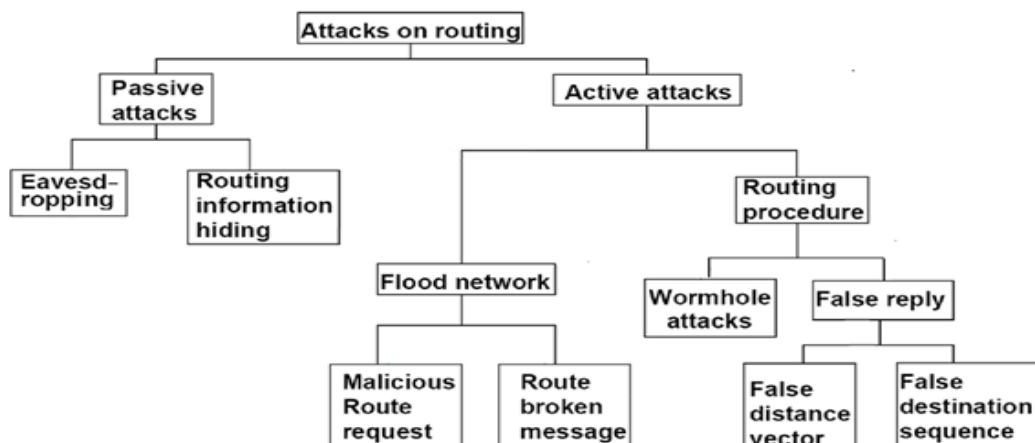 Attacks on routing
Passive
attacks
Active attacks
Eavesd-
ropping
Routing
information
hiding
Routing
procedure
Flood network
Wormhole
attacks
False reply
Malicious
Route
request
Route
broken
message
False
distance
vector
False
destination
sequence